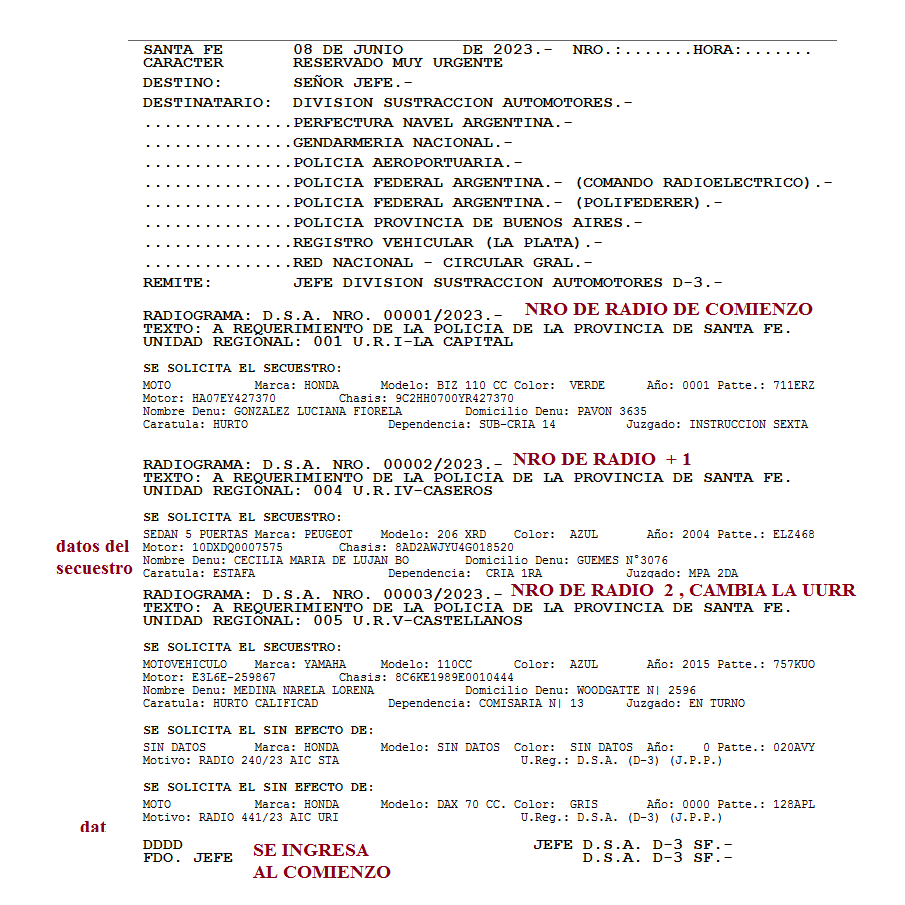 SANTA FE 08 DE JUNIO DE 2023.- NRO.:.......HORA:.......
CARACTER RESERVADO MUY URGENTE
DESTINO: SEÑOR JEFE.-
DESTINATARIO: DIVISION SUSTRACCION AUTOMOTORES.-
...............PERFECTURA NAVEL ARGENTINA.-
...............GENDARMERIA NACIONAL.-
...............POLICIA AEROPORTUARIA.-
...............POLICIA FEDERAL ARGENTINA.- (COMANDO RADIOELECTRICO).-
...............POLICIA FEDERAL ARGENTINA.- (POLIFEDERER).-
...............POLICIA PROVINCIA DE BUENOS AIRES.-
...............REGISTRO VEHICULAR (LA PLATA).-
...............RED NACIONAL - CIRCULAR GRAL.-
REMITE: JEFE DIVISION SUSTRACCION AUTOMOTORES D-3.-
RADIOGRAMA: D.S.A. NRO. 00001/2023.- NRO DE RADIO DE COMIENZO
TEXTO: A REQUERIMIENTO DE LA POLICIA DE LA PROVINCIA DE SANTA FE.
UNIDAD REGIONAL: 001 U.R.I-LA CAPITAL
SE SOLICITA EL SECUESTRO:
MOTO Marca: HONDA Modelo: BIZ 110 CC Color: VERDE Año: 0001 Patte.: 711ERZ
Motor: HA07EY427370 Chasis: 9C2HH0700YR427370
Nombre Denu: GONZALEZ LUCIANA FIORELA Domicilio Denu: PAVON 3635
Caratula: HURTO Dependencia: SUB-CRIA 14 Juzgado: INSTRUCCION SEXTA
RADIOGRAMA: D.S.A. NRO. 00002/2023.- NRO DE RADIO + 1
TEXTO: A REQUERIMIENTO DE LA POLICIA DE LA PROVINCIA DE SANTA FE.
UNIDAD REGIONAL: 004 U.R.IV-CASEROS
SE SOLICITA EL SECUESTRO:
SEDAN 5 PUERTAS Marca: PEUGEOT Modelo: 206 XRD Color: AZUL Año: 2004 Patte.: ELZ468
datos del
Motor: 10DXDQ0007575 Chasis: 8AD2AWJYU4G018520
Nombre Denu: CECILIA MARIA DE LUJAN BO Domicilio Denu: GUEMES N°3076
secuestro
Caratula: ESTAFA Dependencia: CRIA 1RA Juzgado: MPA 2DA
RADIOGRAMA: D.S.A. NRO. 00003/2023.- NRO DE RADIO 2 , CAMBIA LA UURR
TEXTO: A REQUERIMIENTO DE LA POLICIA DE LA PROVINCIA DE SANTA FE.
UNIDAD REGIONAL: 005 U.R.V-CASTELLANOS
SE SOLICITA EL SECUESTRO:
MOTOVEHICULO Marca: YAMAHA Modelo: 110CC Color: AZUL Año: 2015 Patte.: 757KUO
Motor: E3L6E-259867 Chasis: 8C6KE1989E0010444
Nombre Denu: MEDINA NARELA LORENA Domicilio Denu: WOODGATTE N| 2596
Caratula: HURTO CALIFICAD Dependencia: COMISARIA N| 13 Juzgado: EN TURNO
SE SOLICITA EL SIN EFECTO DE:
SIN DATOS Marca: HONDA Modelo: SIN DATOS Color: SIN DATOS Año: 0 Patte.: 020AVY
Motivo: RADIO 240/23 AIC STA U.Reg.: D.S.A. (D-3) (J.P.P.)
SE SOLICITA EL SIN EFECTO DE:
MOTO Marca: HONDA Modelo: DAX 70 CC. Color: GRIS Año: 0000 Patte.: 128APL
Motivo: RADIO 441/23 AIC URI U.Reg.: D.S.A. (D-3) (J.P.P.)
dat
DDDD JEFE D.S.A. D-3 SF.-
FDO. JEFE D.S.A. D-3 SF.-
SE INGRESA
AL COMIENZO